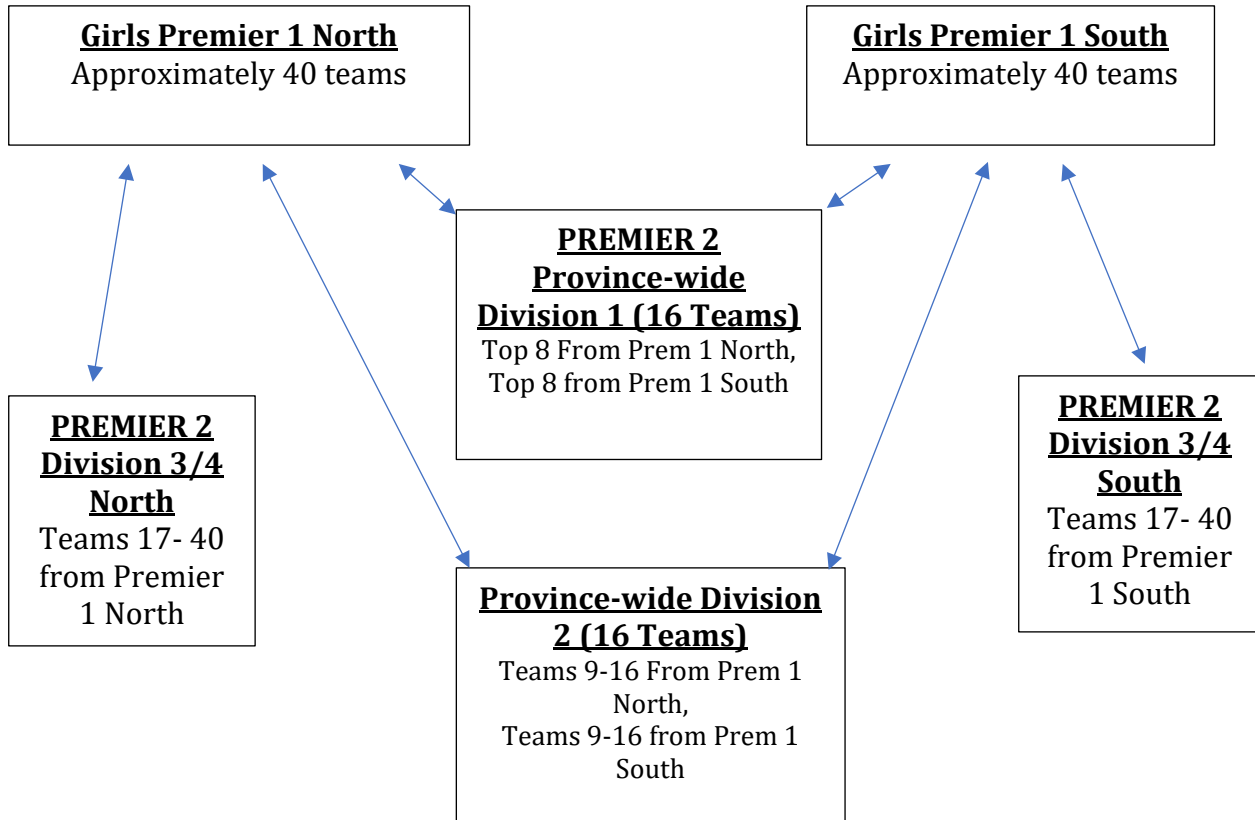 Girls Premier 1 North
Approximately 40 teams
Girls Premier 1 South
Approximately 40 teams
PREMIER 2
Province-wide
Division 1 (16 Teams)
Top 8 From Prem 1 North,
Top 8 from Prem 1 South
PREMIER 2
Division 3/4
North
Teams 17- 40
from Premier
1 North
PREMIER 2
Division 3/4
South
Teams 17- 40
from Premier
1 South
Province-wide Division
2 (16 Teams)
Teams 9-16 From Prem 1
North,
Teams 9-16 from Prem 1
South